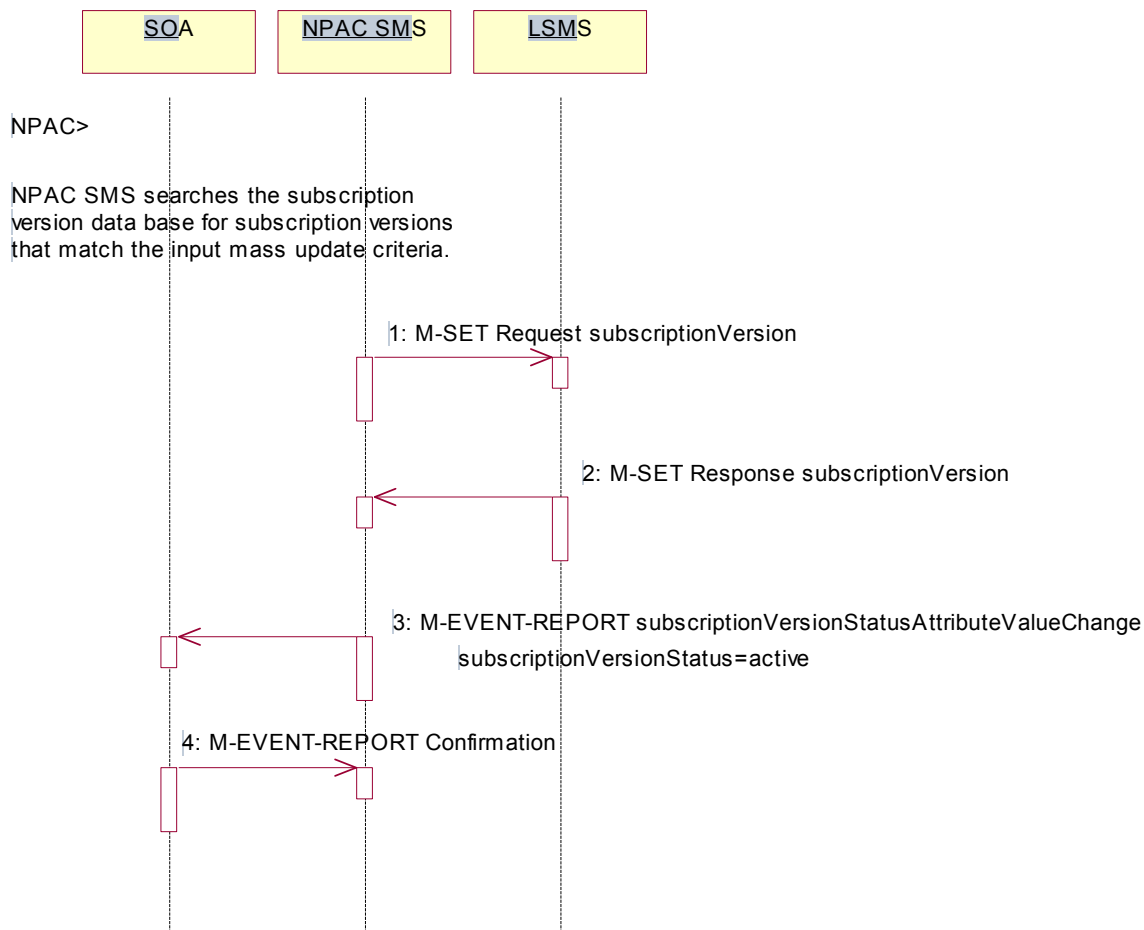 SOA
NPAC SMS
LSMS
NPAC>
NPAC SMS searches the subscription
version data base for subscription versions
that match the input mass update criteria.
1: M-SET Request subscriptionVersion
2: M-SET Response subscriptionVersion
3: M-EVENT-REPORT subscriptionVersionStatusAttributeValueChange
subscriptionVersionStatus=active
4: M-EVENT-REPORT Confirmation